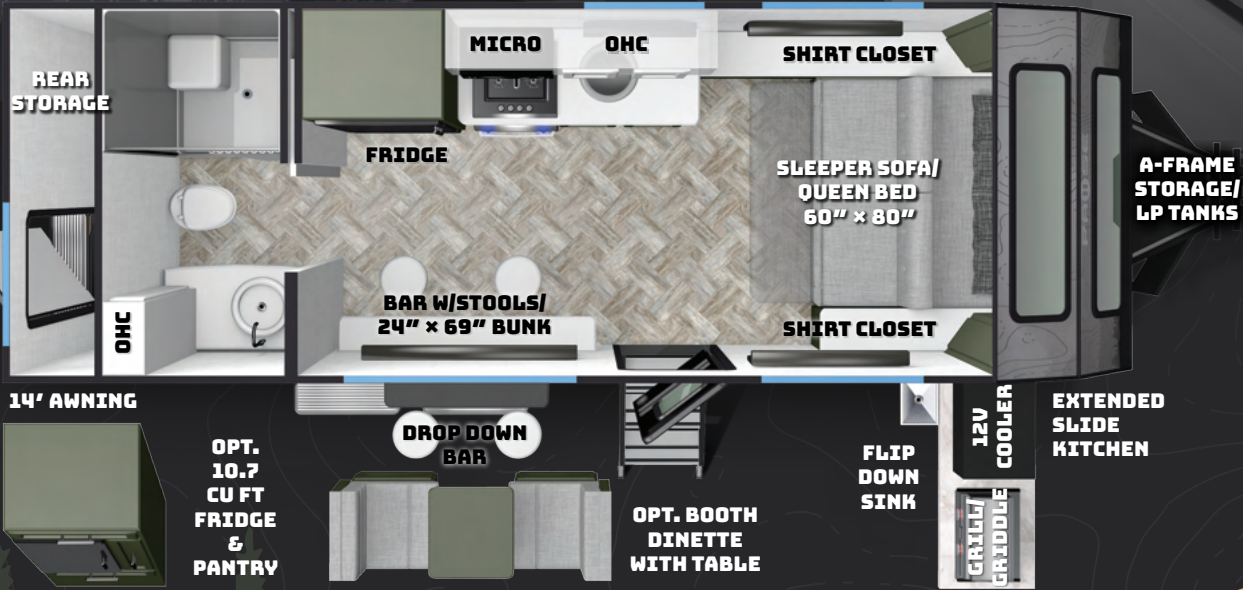 REAR
STORAGE
MICRO
OHC
SHIRT CLOSET
FRIDGE
SLEEPER SOFA/
QUEEN BED
60" × 80"
A-FRAME
STORAGE/
LP TANKS
BAR W/STOOLS/
24" × 69" BUNK
OHC
SHIRT CLOSET
14' AWNING
DROP DOWN
BAR
12V
COOLER
EXTENDED
SLIDE
KITCHEN
OPT.
10.7
CU FT
FRIDGE
&
PANTRY
FLIP
DOWN
SINK
OPT. BOOTH
DINETTE
WITH TABLE
GRILL/
GRIDDLE